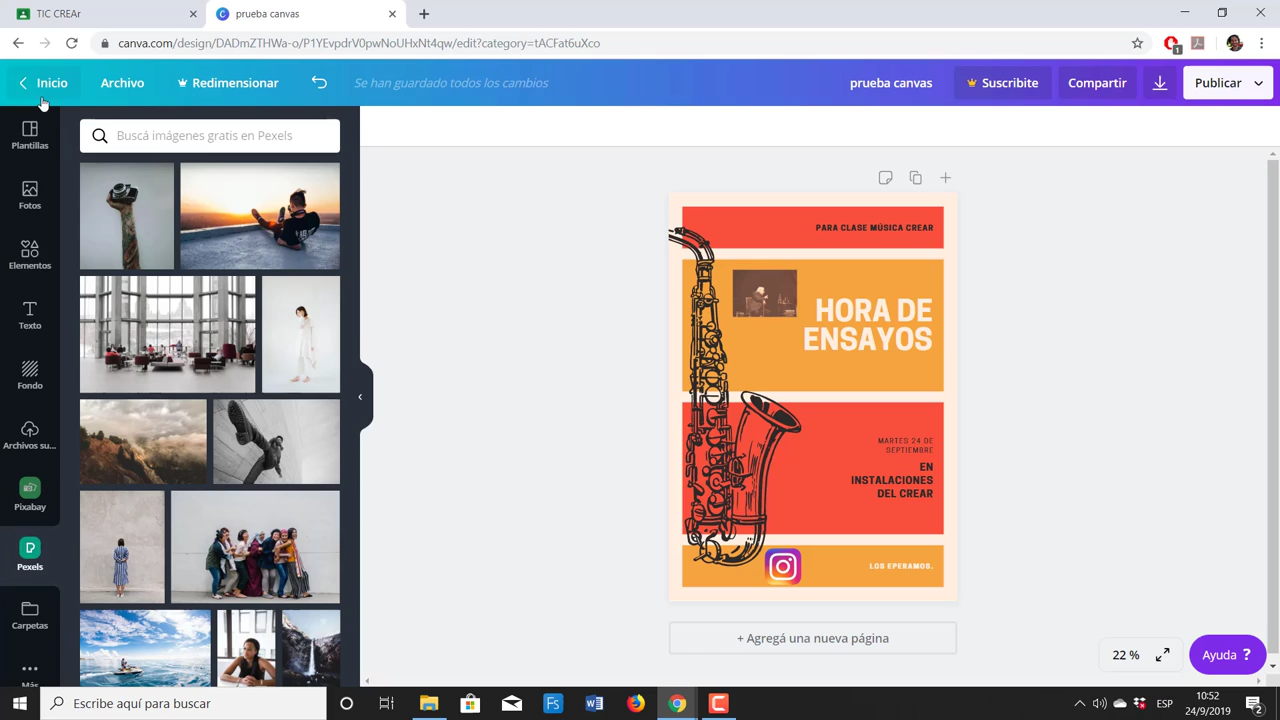 TIC CREAr
prueba canvas
canva.com/design/DADmZTHWa-o/P1YEvpdrV0pwNoUHxNt4qw/edit?category=tACFat6uXco
1
Inicio
Archivo
Redimensionar
Se han guardado todos los cambios
prueba canvas
Suscribite
Compartir
Publicar
Plantillas
Fotos
Elementos
Texto
Fondo
Archivos su...
Pixabay
Pexels
Carpetas
Más
Buscá imágenes gratis en Pexels
PARA CLASE MÚSICA CREAR
HORA DE
ENSAYOS
MARTES 24 DE
SEPTIEMBRE
EN
INSTALACIONES
DEL CREAR
LOS EPERAMOS.
+ Agregá una nueva página
22 %
Ayuda ?
Escribe aquí para buscar
ESP
10:52
24/9/2019
2